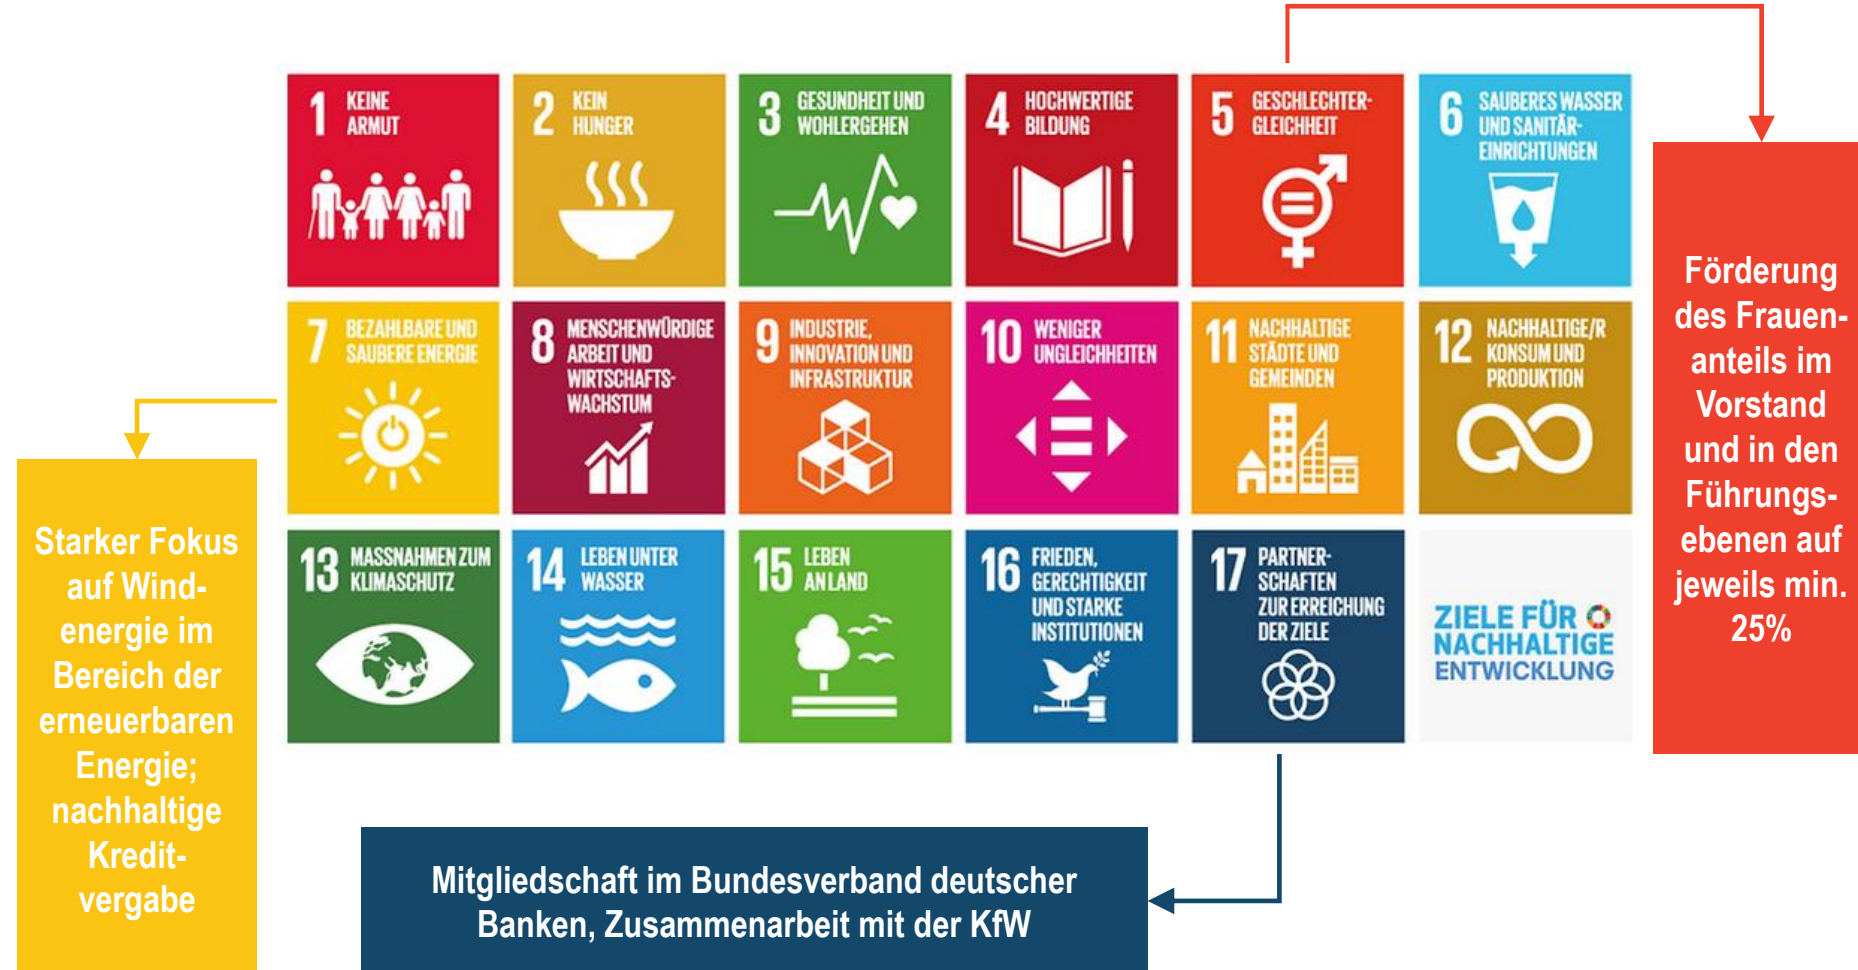 1 KEINE
ARMUT
2 KEIN
HUNGER
3 GESUNDHEIT UND
WOHLERGEHEN
4 HOCHWERTIGE
BILDUNG
5 GESCHLECHTER-
GLEICHHEIT
6 SAUBERES WASSER
UND SANITÄR-
EINRICHTUNGEN
7 BEZAHLBARE UND
SAUBERE ENERGIE
8 MENSCHENWÜRDIGE
ARBEIT UND
WIRTSCHAFTS-
WACHSTUM
9 INDUSTRIE,
INNOVATION UND
INFRASTRUKTUR
10 WENIGER
UNGLEICHHEITEN
11 NACHHALTIGE
STÄDTE UND
GEMEINDEN
12 NACHHALTIGE/R
KONSUM UND
PRODUKTION
13 MASSNAHMEN ZUM
KLIMASCHUTZ
14 LEBEN UNTER
WASSER
15 LEBEN
AN LAND
16 FRIEDEN,
GERECHTIGKEIT
UND STARKE
INSTITUTIONEN
17 PARTNER-
SCHAFTEN
ZUR ERREICHUNG
DER ZIELE
ZIELE FÜR
NACHHALTIGE
ENTWICKLUNG
Förderung
des Frauen-
anteils im
Vorstand
und in den
Führungs-
ebenen auf
jeweils min.
25%
Starker Fokus
auf Wind-
energie im
Bereich der
erneuerbaren
Energie;
nachhaltige
Kredit-
vergabe
Mitgliedschaft im Bundesverband deutscher
Banken, Zusammenarbeit mit der KfW